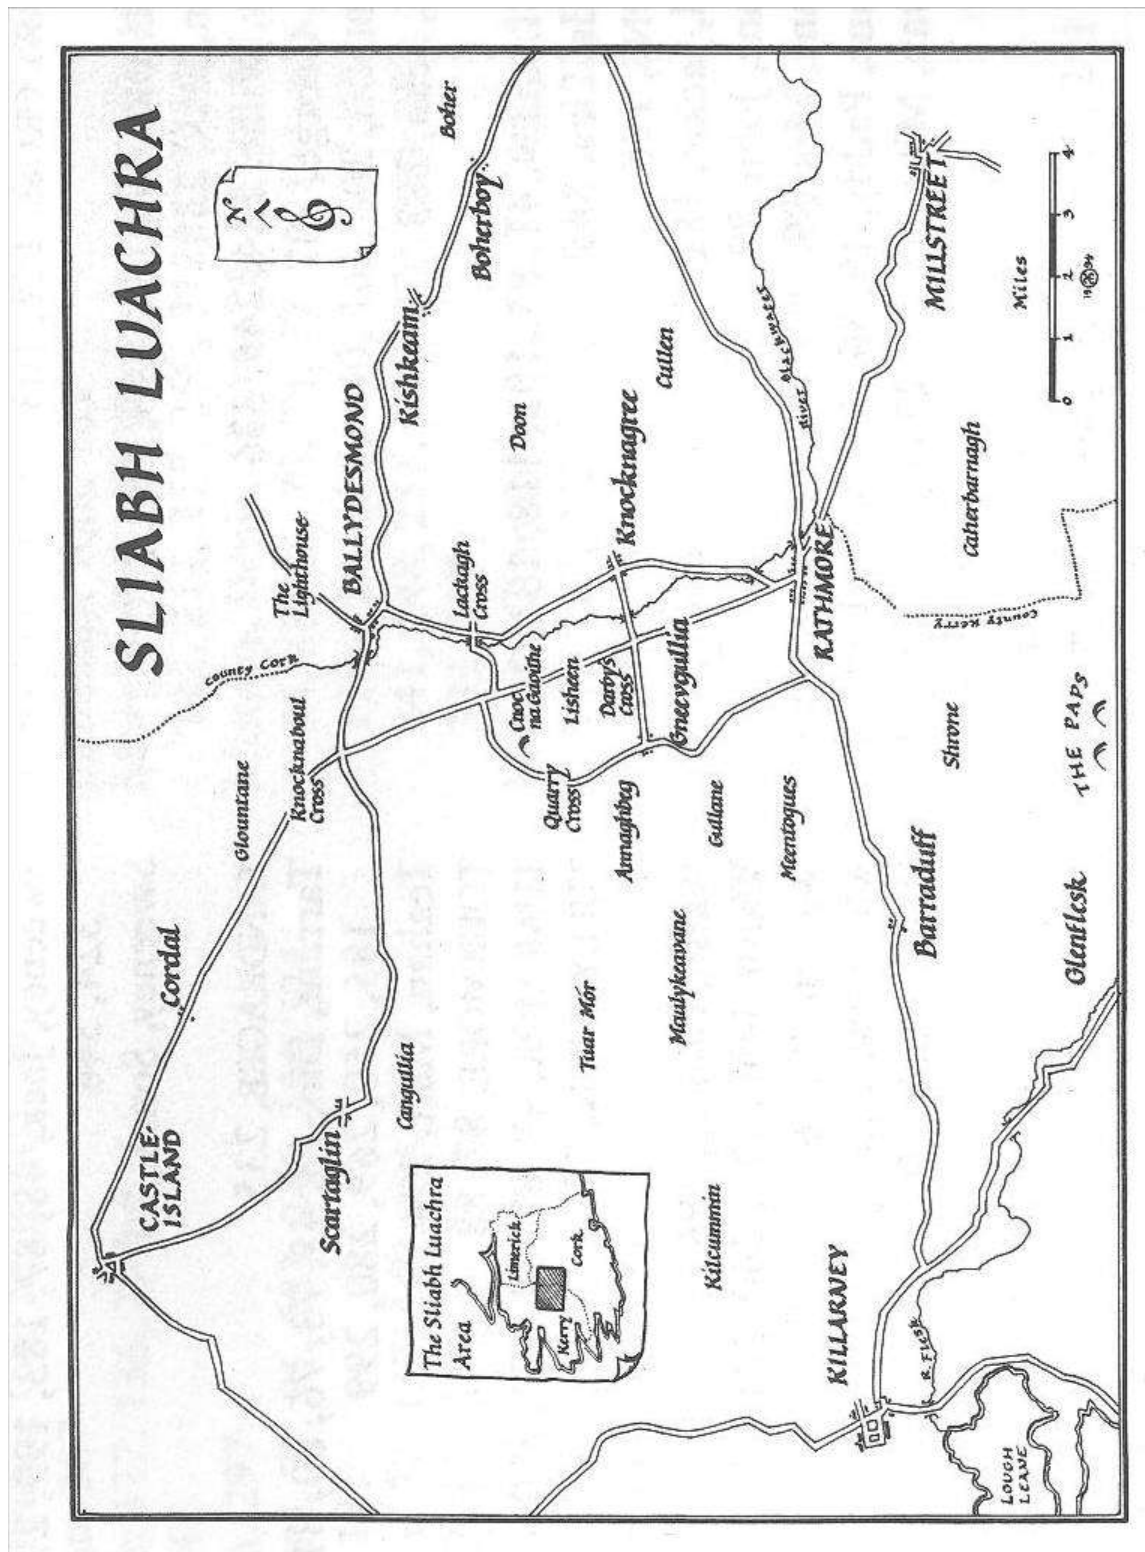 SLIABH LUACHRA
N
COUNTY CORK
The
Lighthouse
BALLYDESMOND
Kishkeam
Boherboy
Boher
Glountane
Knocknaboul
Cross
Cordal
CASTLE-
ISLAND
Scartaglin
Cangullia
Lackagh
Cross
Doon
Cnoc
na Gaoithe
Lisheen
Darby's
Cross
Quarry
Cross
Annaghbeg
Gneevgullia
Knocknagree
Cullen
Tuar Mór
Maulykeavane
Gullane
Meentogues
The Sliabh Luachra
Area
Limerick
Kerry
Cork
Kilcummin
KILLARNEY
R. Flesk
LOUGH
LEANE
Barraduff
RATHMORE
River Blackwater
MILLSTREET
Shrone
COUNTY KERRY
Caherbarnagh
THE PAPS
Glenflesk
Miles
0 1 2 3 4
19 94